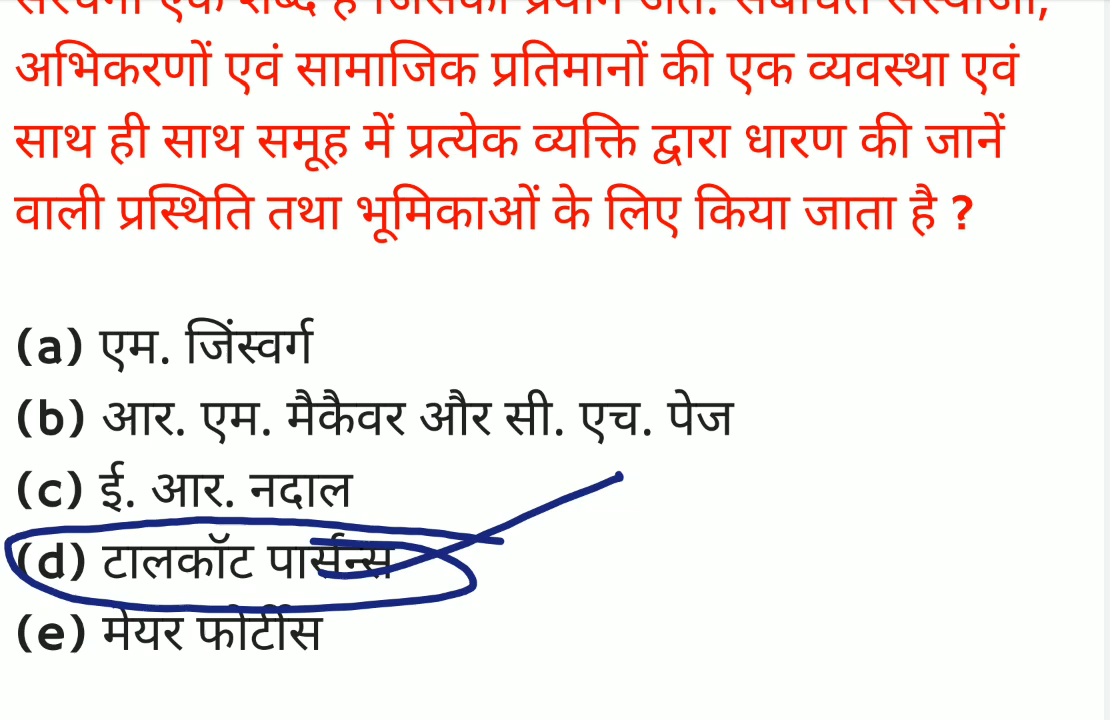 अभिकरणों एवं सामाजिक प्रतिमानों की एक व्यवस्था एवं
साथ ही साथ समूह में प्रत्येक व्यक्ति द्वारा धारण की जानें
वाली प्रस्थिति तथा भूमिकाओं के लिए किया जाता है ?
(a) एम. जिंस्वर्ग
(b) आर. एम. मैकैवर और सी. एच. पेज
(c) ई. आर. नदाल
(d) टालकॉट पार्सन्स
(e) मेयर फोर्टीस